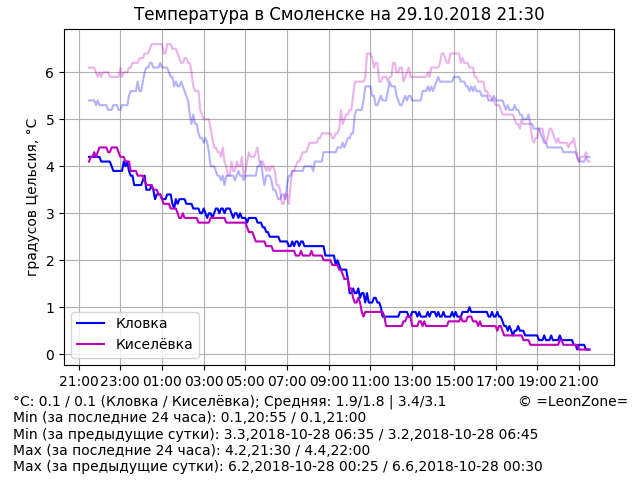 Температура в Смоленске на 29.10.2018 21:30
градусов Цельсия, °C
6
5
4
3
2
1
0
Кловка
Киселёвка
21:00 23:00 01:00 03:00 05:00 07:00 09:00 11:00 13:00 15:00 17:00 19:00 21:00
°C: 0.1 / 0.1 (Кловка / Киселёвка); Средняя: 1.9/1.8 | 3.4/3.1 © =LeonZone=
Min (за последние 24 часа): 0.1,20:55 / 0.1,21:00
Min (за предыдущие сутки): 3.3,2018-10-28 06:35 / 3.2,2018-10-28 06:45
Max (за последние 24 часа): 4.2,21:30 / 4.4,22:00
Max (за предыдущие сутки): 6.2,2018-10-28 00:25 / 6.6,2018-10-28 00:30